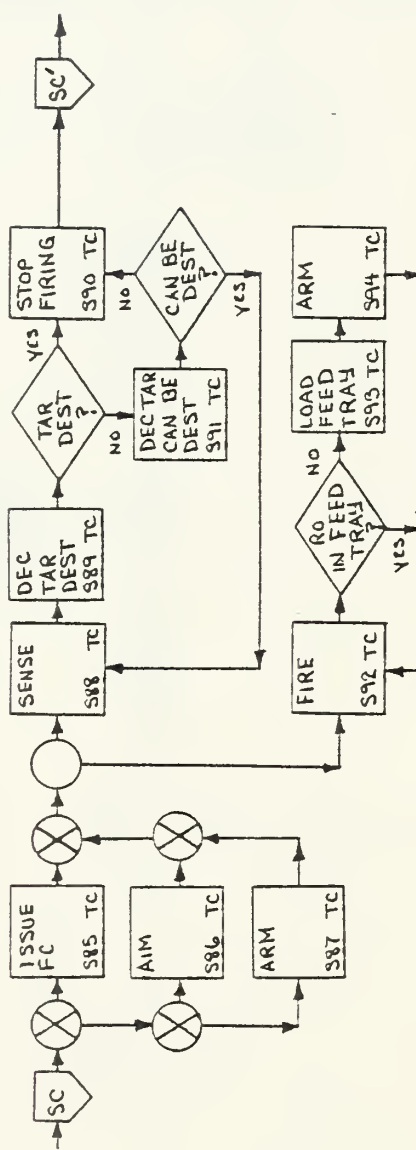 SC
ISSUE
FC
S85 TC
AIM
S86 TC
ARM
S87 TC
SENSE
S88 TC
DEC
TAR
DEST
S89 TC
TAR
DEST
?
YES
NO
STOP
FIRING
S90 TC
SC'
DEC TAR
CAN BE
DEST
S91 TC
CAN BE
DEST
?
NO
YES
FIRE
S92 TC
RO
IN FEED
TRAY
?
NO
YES
LOAD
FEED
TRAY
S93 TC
ARM
S94 TC